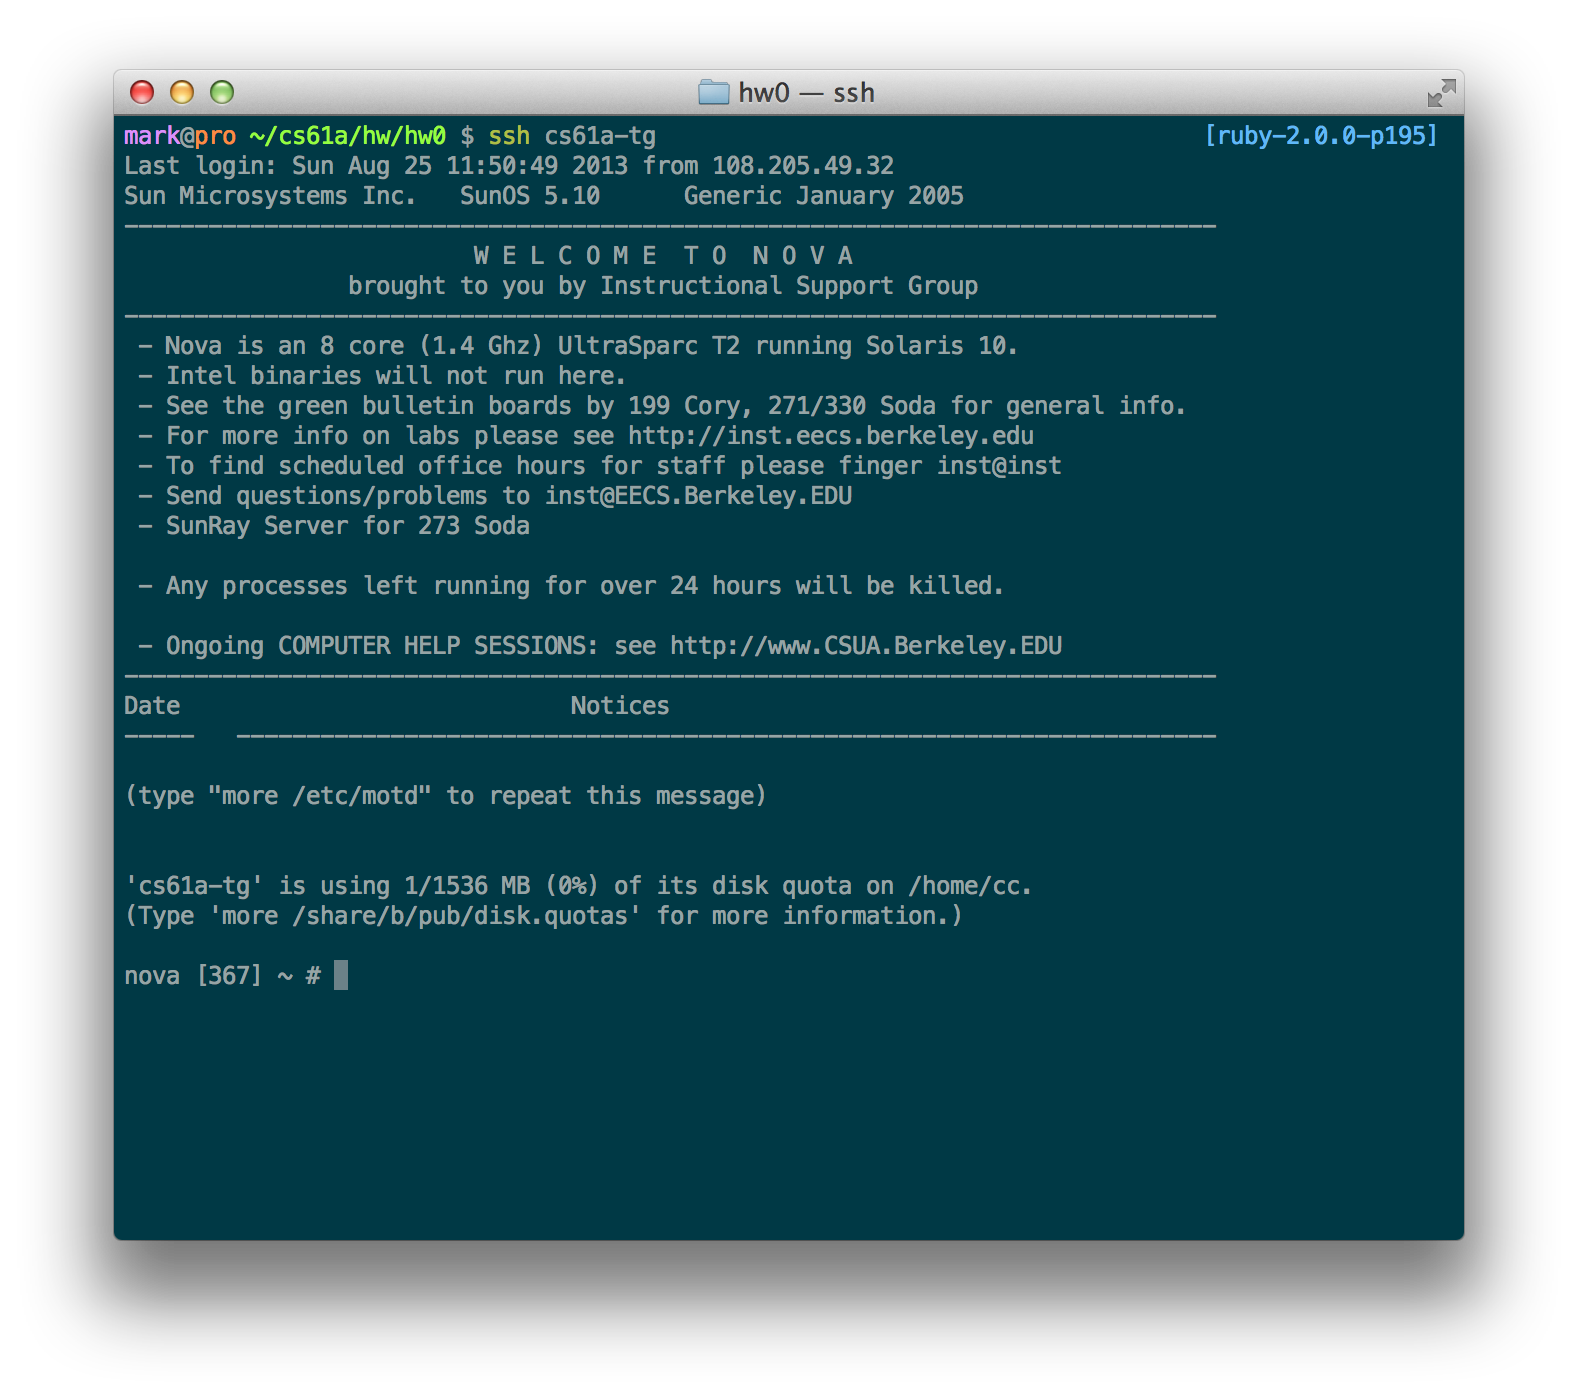 hw0 — ssh
mark@pro ~/cs61a/hw/hw0 $ ssh cs61a-tg [ruby-2.0.0-p195]
Last login: Sun Aug 25 11:50:49 2013 from 108.205.49.32
Sun Microsystems Inc.   SunOS 5.10      Generic January 2005
------------------------------------------------------------------------------
W E L C O M E  T O  N O V A
brought to you by Instructional Support Group
------------------------------------------------------------------------------
- Nova is an 8 core (1.4 Ghz) UltraSparc T2 running Solaris 10.
- Intel binaries will not run here.
- See the green bulletin boards by 199 Cory, 271/330 Soda for general info.
- For more info on labs please see http://inst.eecs.berkeley.edu
- To find scheduled office hours for staff please finger inst@inst
- Send questions/problems to inst@EECS.Berkeley.EDU
- SunRay Server for 273 Soda
- Any processes left running for over 24 hours will be killed.
- Ongoing COMPUTER HELP SESSIONS: see http://www.CSUA.Berkeley.EDU
------------------------------------------------------------------------------
Date                            Notices
-----   ----------------------------------------------------------------------
(type "more /etc/motd" to repeat this message)
'cs61a-tg' is using 1/1536 MB (0%) of its disk quota on /home/cc.
(Type 'more /share/b/pub/disk.quotas' for more information.)
nova [367] ~ #